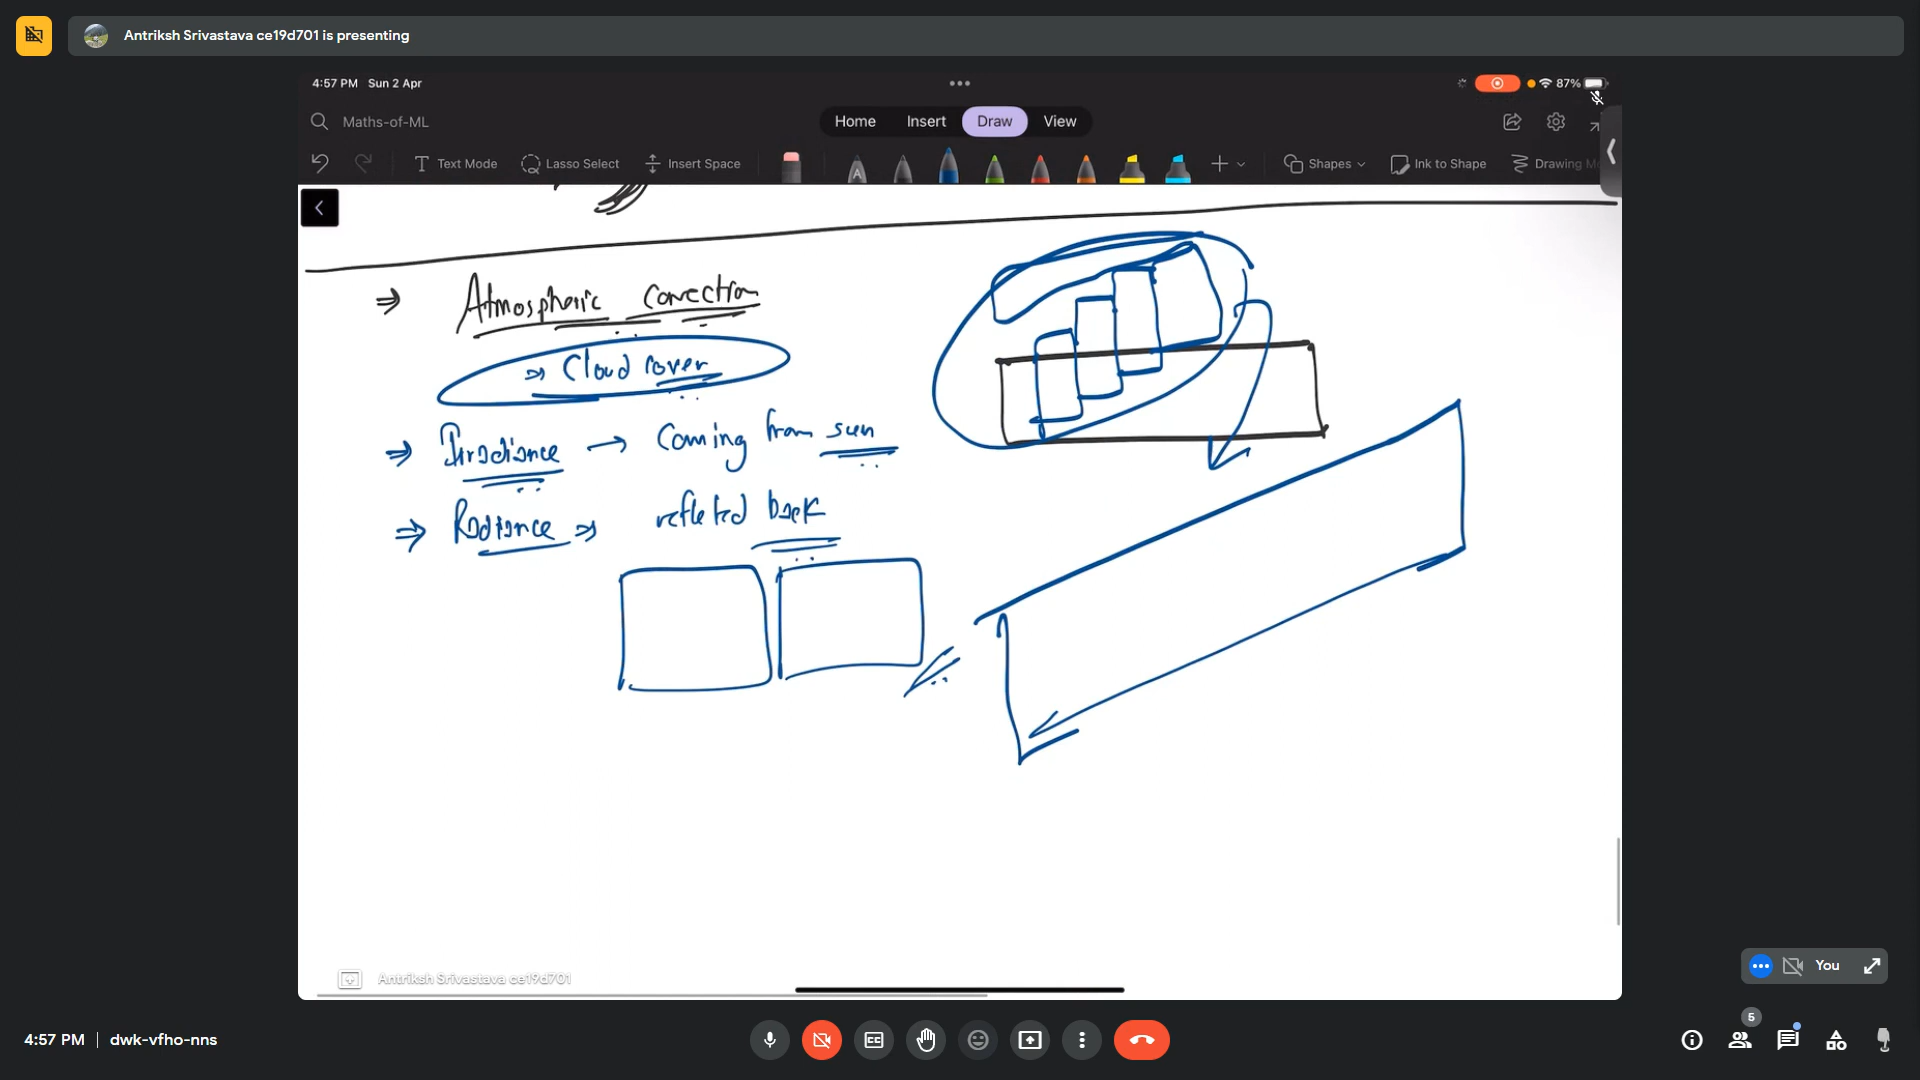 Antriksh Srivastava ce19d701 is presenting
4:57 PM Sun 2 Apr
87%
Maths-of-ML
Home Insert Draw View
Text Mode Lasso Select Insert Space
A
Shapes Ink to Shape Drawing Mo
⇒ Atmospheric correction
⇒ Cloud cover
⇒ Irradiance → Coming from sun
⇒ Radiance ⇒ reflected back
Antriksh Srivastava ce19d701
You
5
4:57 PM | dwk-vfho-nns